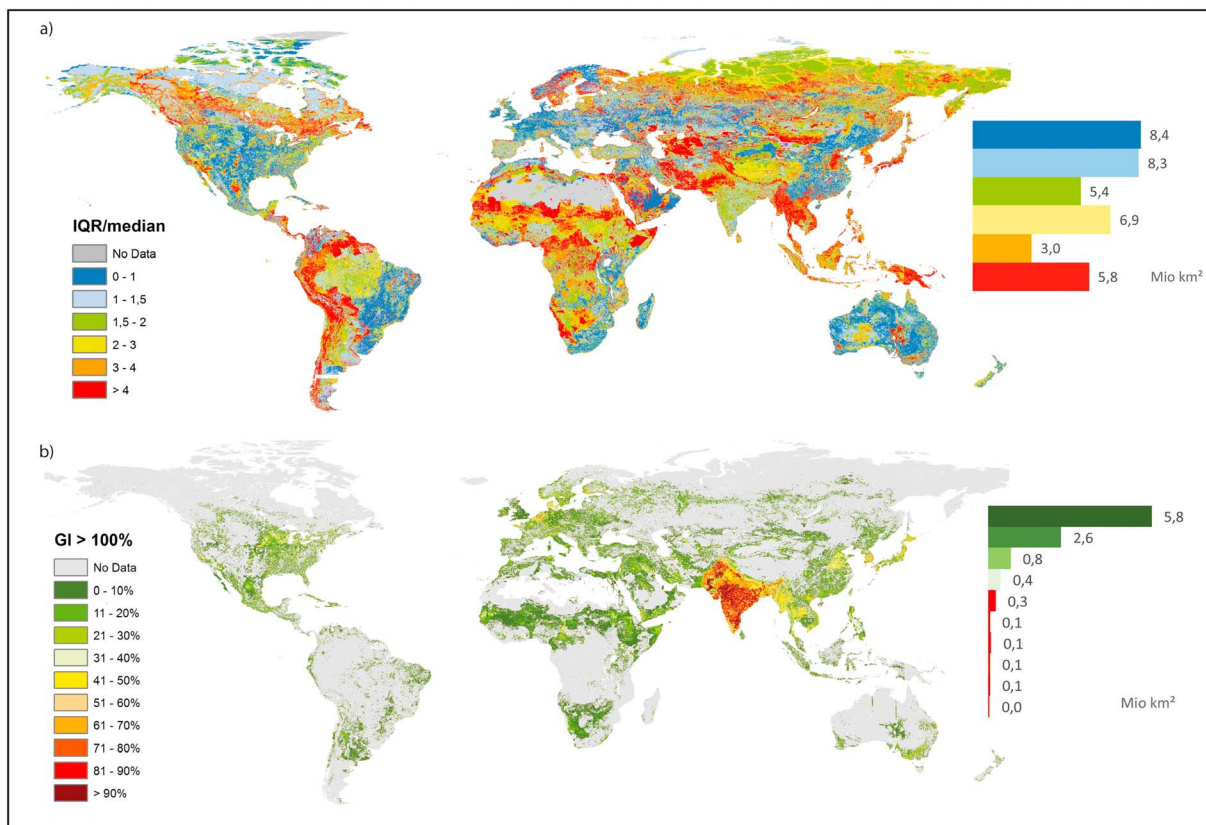 a)
8,4
8,3
5,4
6,9
3,0
5,8 Mio km²
IQR/median
No Data
0 - 1
1 - 1,5
1,5 - 2
2 - 3
3 - 4
> 4
b)
GI > 100%
No Data
0 - 10%
11 - 20%
21 - 30%
31 - 40%
41 - 50%
51 - 60%
61 - 70%
71 - 80%
81 - 90%
> 90%
5,8
2,6
0,8
0,4
0,3
0,1
0,1
0,1
0,1
0,0 Mio km²